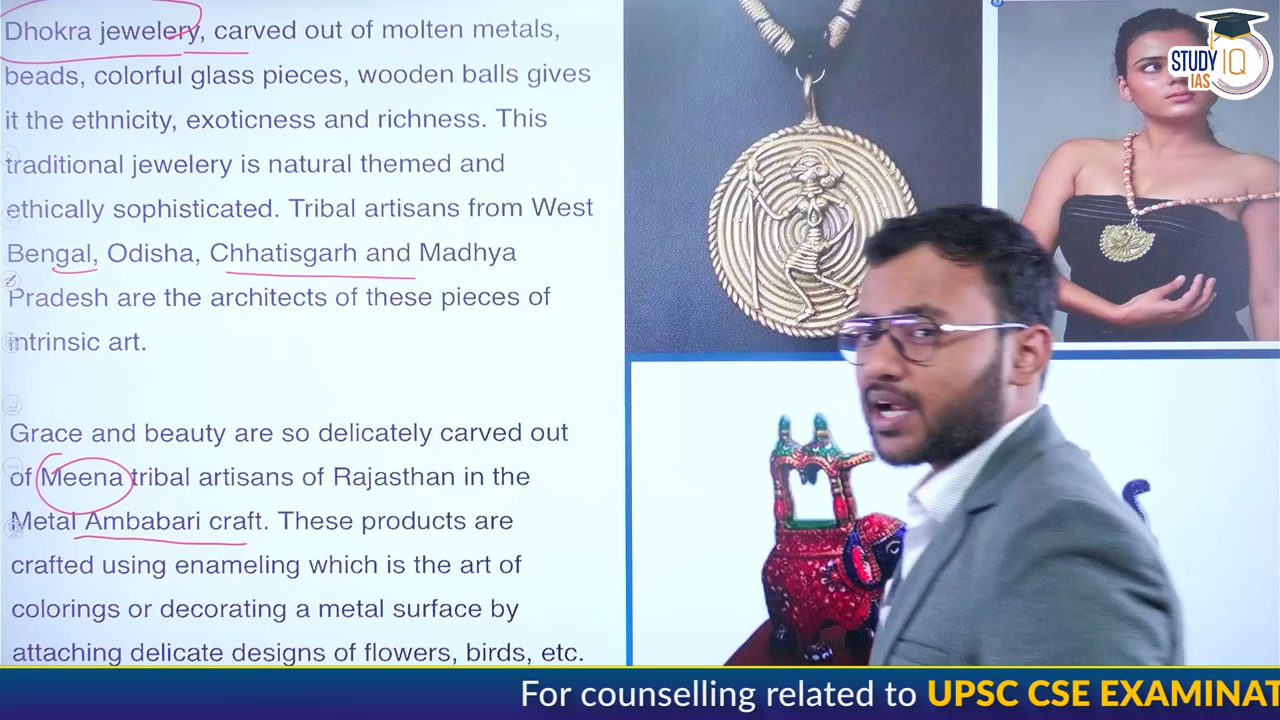 Dhokra jewelery, carved out of molten metals,
beads, colorful glass pieces, wooden balls gives
it the ethnicity, exoticness and richness. This
traditional jewelery is natural themed and
ethically sophisticated. Tribal artisans from West
Bengal, Odisha, Chhatisgarh and Madhya
Pradesh are the architects of these pieces of
intrinsic art.
Grace and beauty are so delicately carved out
of Meena tribal artisans of Rajasthan in the
Metal Ambabari craft. These products are
crafted using enameling which is the art of
colorings or decorating a metal surface by
attaching delicate designs of flowers, birds, etc.
STUDY IQ
IAS
For counselling related to UPSC CSE EXAMINAT